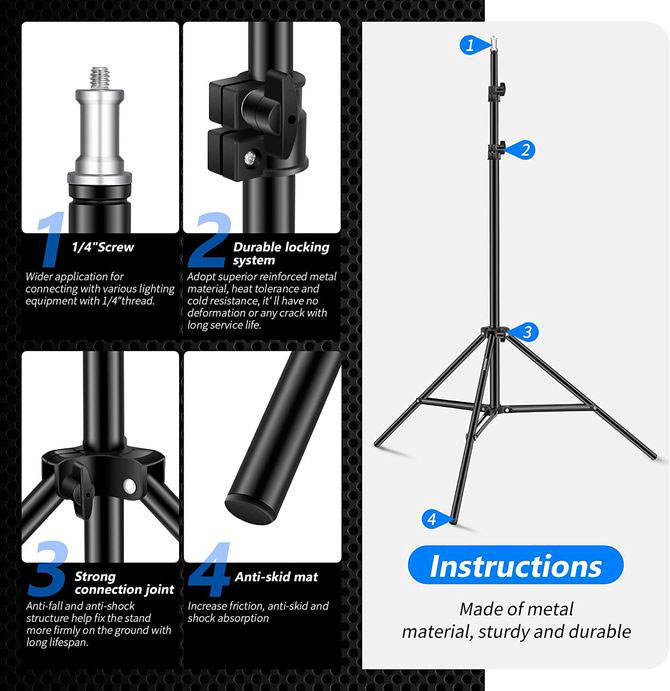 1
1/4"Screw
Wider application for
connecting with various lighting
equipment with 1/4"thread.
2
Durable locking
system
Adopt superior reinforced metal
material, heat tolerance and
cold resistance, it' ll have no
deformation or any crack with
long service life.
3
Strong
connection joint
Anti-fall and anti-shock
structure help fix the stand
more firmly on the ground with
long lifespan.
4
Anti-skid mat
Increase friction, anti-skid and
shock absorption
1
2
3
4
Instructions
Made of metal
material, sturdy and durable